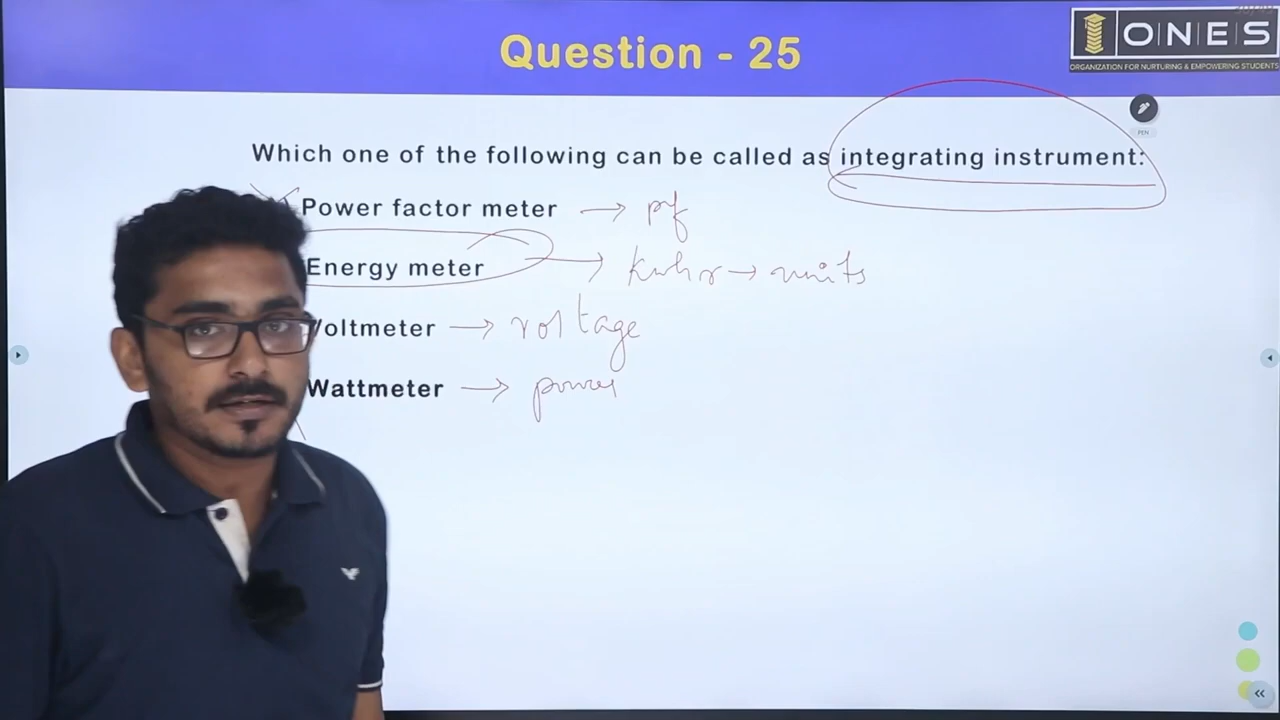 Question - 25
ONES
ORGANIZATION FOR NURTURING & EMPOWERING STUDENTS
PEN
Which one of the following can be called as integrating instrument:
Power factor meter → pf
Energy meter → kwhr → units
Voltmeter → voltage
Wattmeter → power